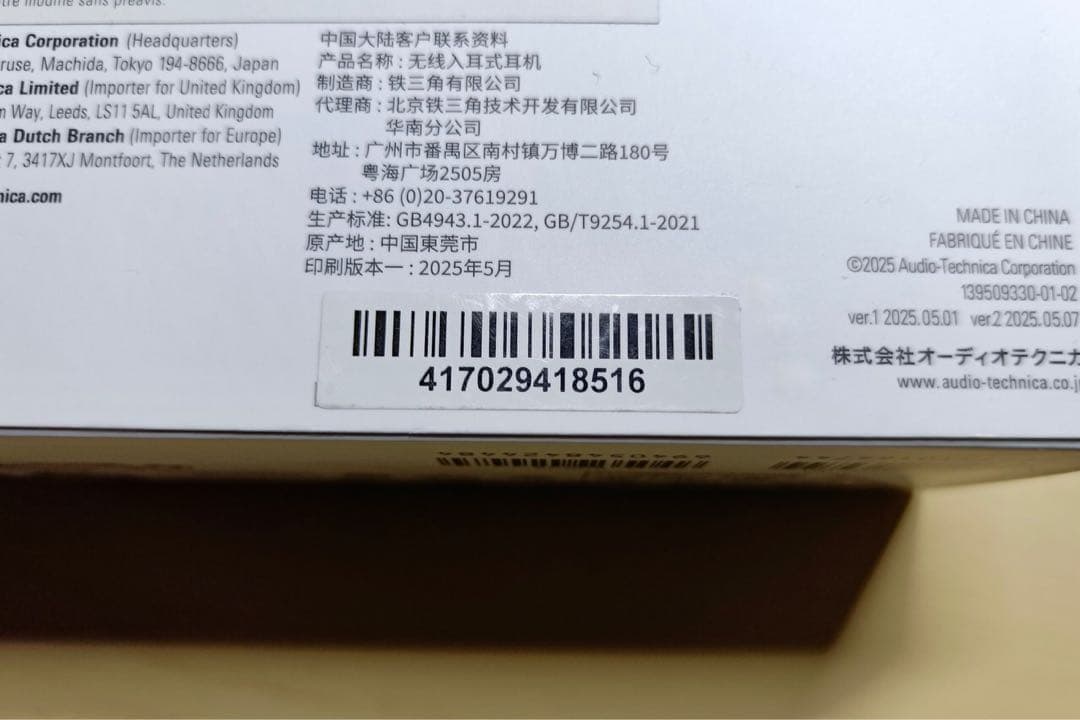 ica Corporation (Headquarters)
ruse, Machida, Tokyo 194-8666, Japan
ca Limited (Importer for United Kingdom)
n Way, Leeds, LS11 5AL, United Kingdom
a Dutch Branch (Importer for Europe)
7, 3417XJ Montfoort, The Netherlands
nica.com
中国大陆客户联系资料
产品名称：无线入耳式耳机
制造商：铁三角有限公司
代理商：北京铁三角技术开发有限公司
华南分公司
地址：广州市番禺区南村镇万博二路180号
粤海广场2505房
电话：+86 (0)20-37619291
生产标准: GB4943.1-2022, GB/T9254.1-2021
原产地：中国東莞市
印刷版本一：2025年5月
417029418516
MADE IN CHINA
FABRIQUÉ EN CHINE
©2025 Audio-Technica Corporation
139509330-01-02
ver.1 2025.05.01 ver2 2025.05.07
株式会社オーディオテクニカ
www.audio-technica.co.j